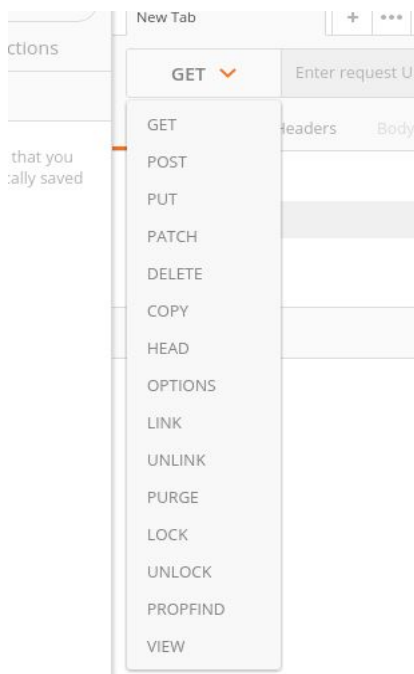 New Tab
+
•••
ctions
GET
Enter request U
Headers
Body
that you
cally saved
GET
POST
PUT
PATCH
DELETE
COPY
HEAD
OPTIONS
LINK
UNLINK
PURGE
LOCK
UNLOCK
PROPFIND
VIEW